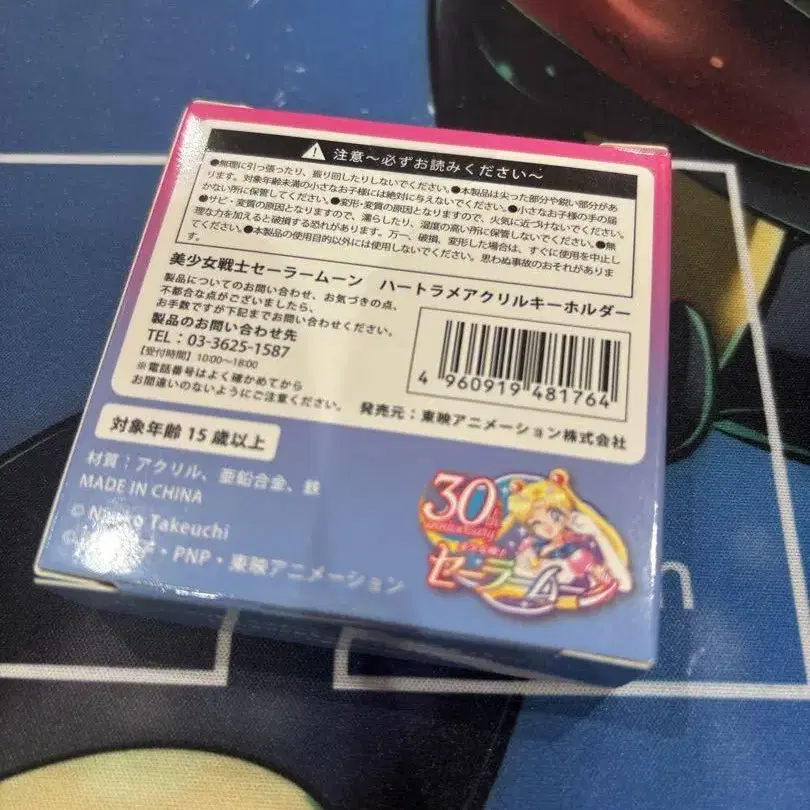 ⚠ 注意~必ずお読みください~
●無理に引っ張ったり、振り回したりしないでください。●本製品は尖った部分や鋭い部分があ
ります。対象年齢未満の小さなお子様には絶対に与えないでください。●小さなお子様の手の届
かない所に保管してください。●変形・変質の原因となりますので、火気に近づけないでください。
●サビ・変質の原因となりますので、濡らしたり、湿度の高い所に保管しないでください。●無
理な力を加えると破損する恐れがあります。万一、破損、変形した場合は、すぐに使用を中止し
てください。●本製品の使用目的以外には使用しないでください。思わぬ事故のおそれがありま
す。
美少女戦士セーラームーン ハートラメアクリルキーホルダー
製品についてのお問い合わせ、お気づきの点、
不都合な点がございましたら、
お手数ですが下記までお問い合わせください。
製品のお問い合わせ先
TEL:03-3625-1587
【受付時間】10:00~18:00
※電話番号はよく確かめてから
お間違いのないようにご注意ください。
4 960919 481764
発売元:東映アニメーション株式会社
対象年齢 15 歳以上
材質:アクリル、亜鉛合金、鉄
MADE IN CHINA
© Takeuchi
・PNP・東映アニメーション
30th
セーラームーン